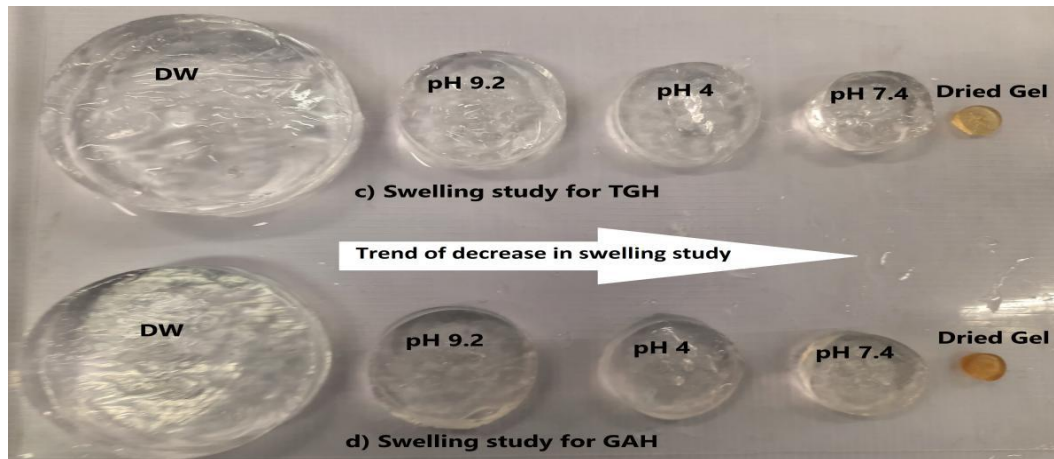 DW
pH 9.2
pH 4
pH 7.4
Dried Gel
c) Swelling study for TGH
Trend of decrease in swelling study
DW
pH 9.2
pH 4
pH 7.4
Dried Gel
d) Swelling study for GAH